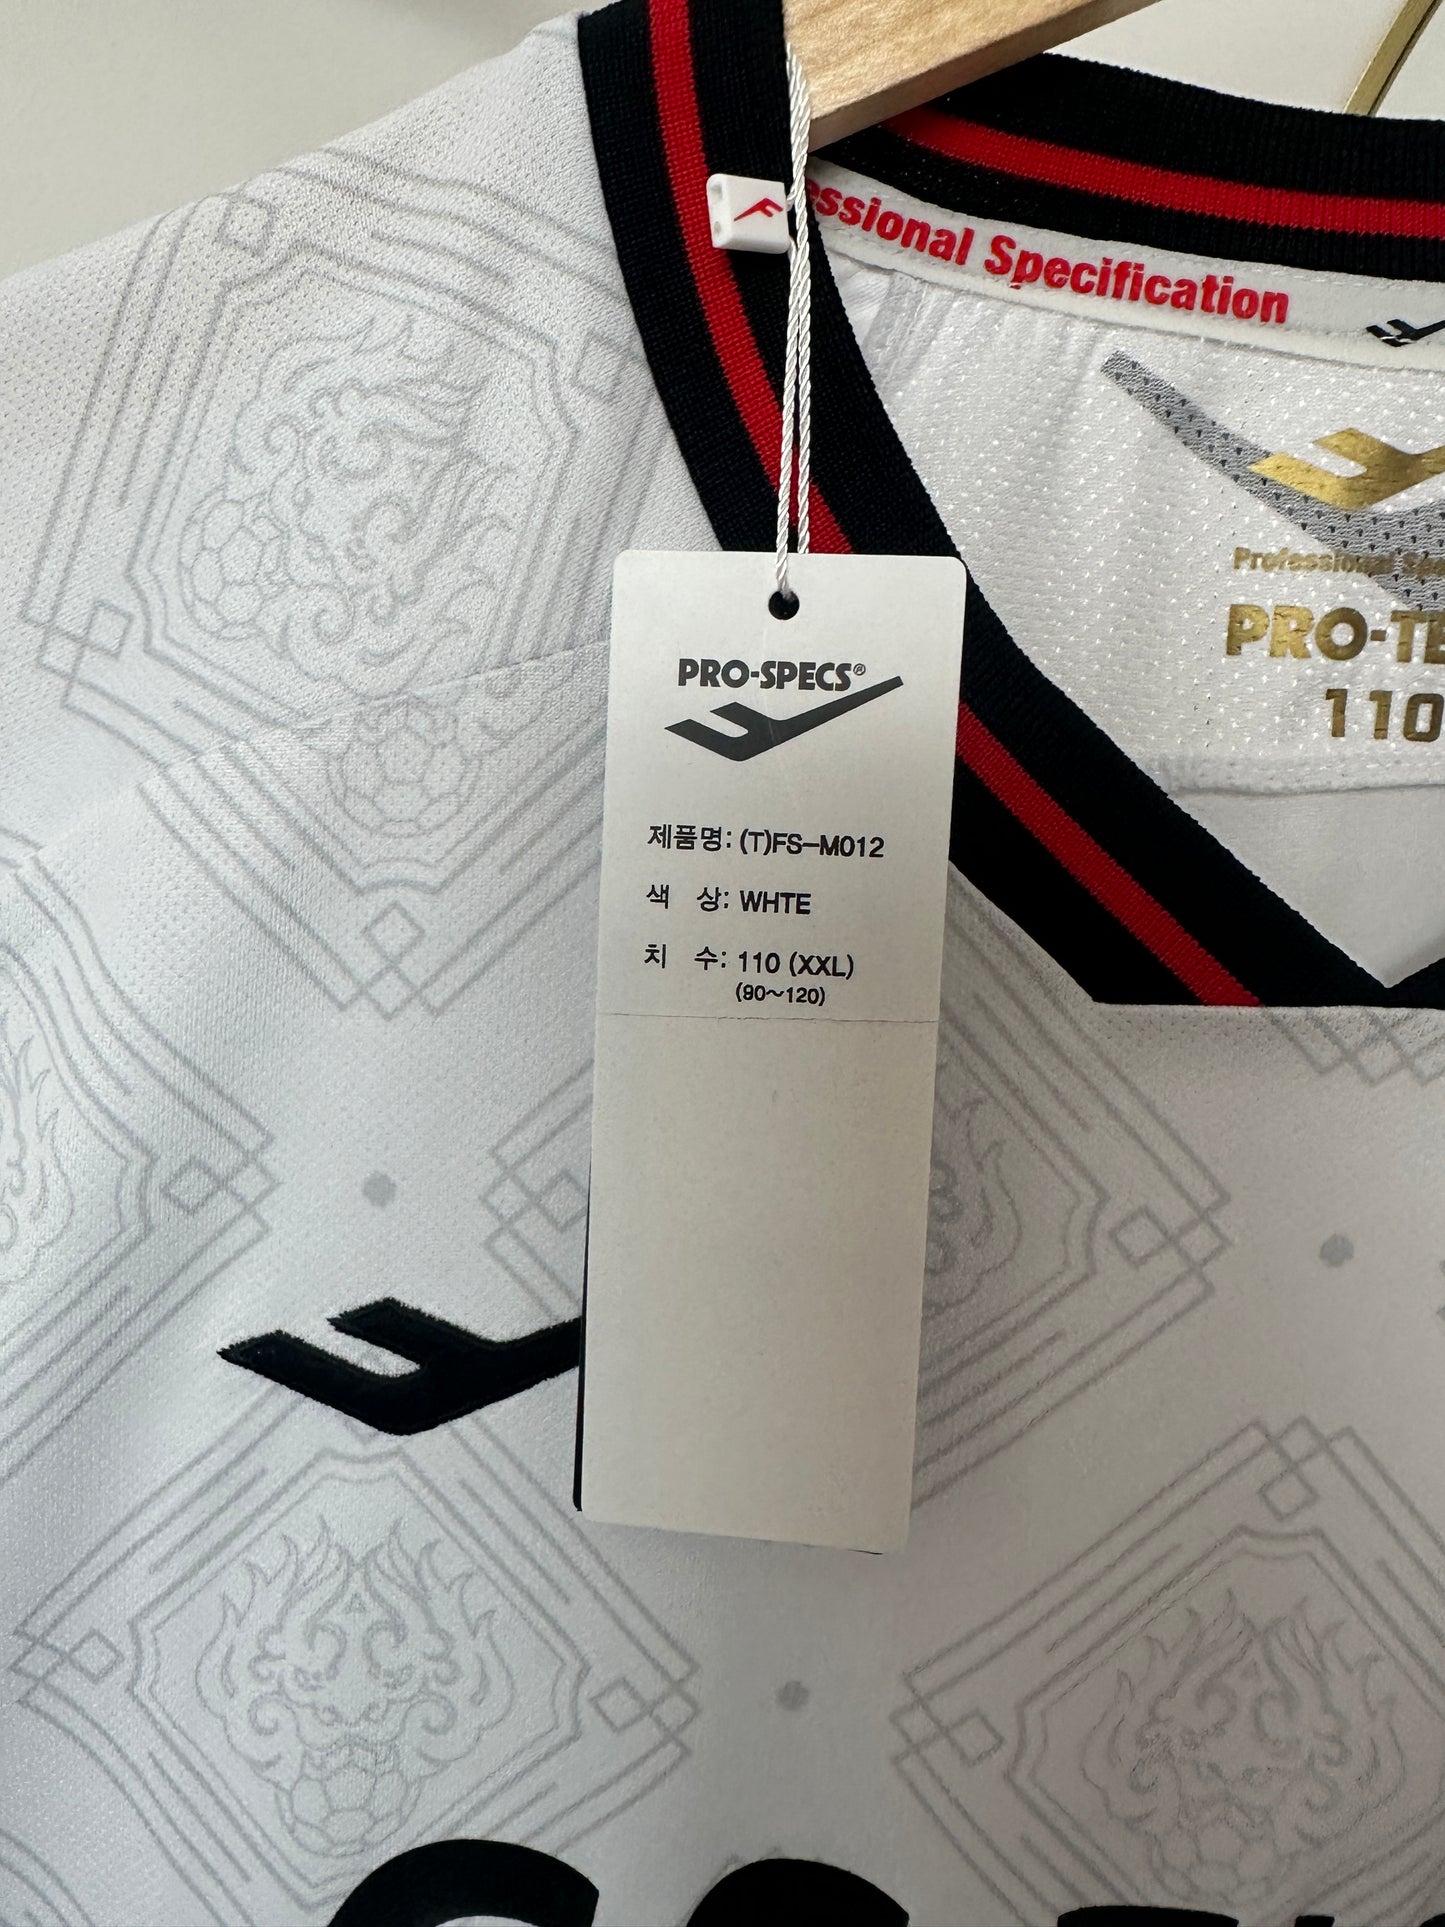 essional Specification
Professional
PRO-TE
110
PRO-SPECS®
제품명: (T)FS-M012
색 상: WHTE
치 수: 110 (XXL)
(90~120)